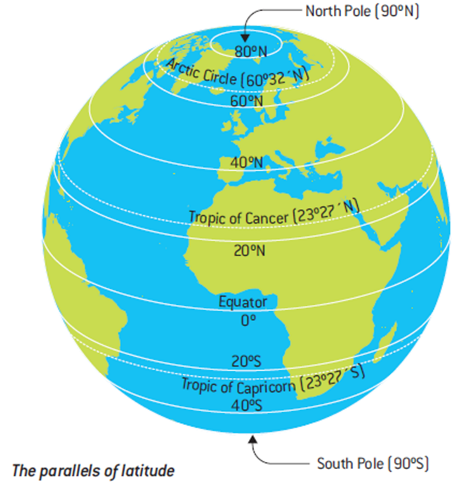 North Pole (90ºN)
80ºN
Arctic Circle (60º32´N)
60ºN
40ºN
Tropic of Cancer (23º27´N)
20ºN
Equator
0º
20ºS
Tropic of Capricorn (23º27´S)
40ºS
South Pole (90ºS)
The parallels of latitude